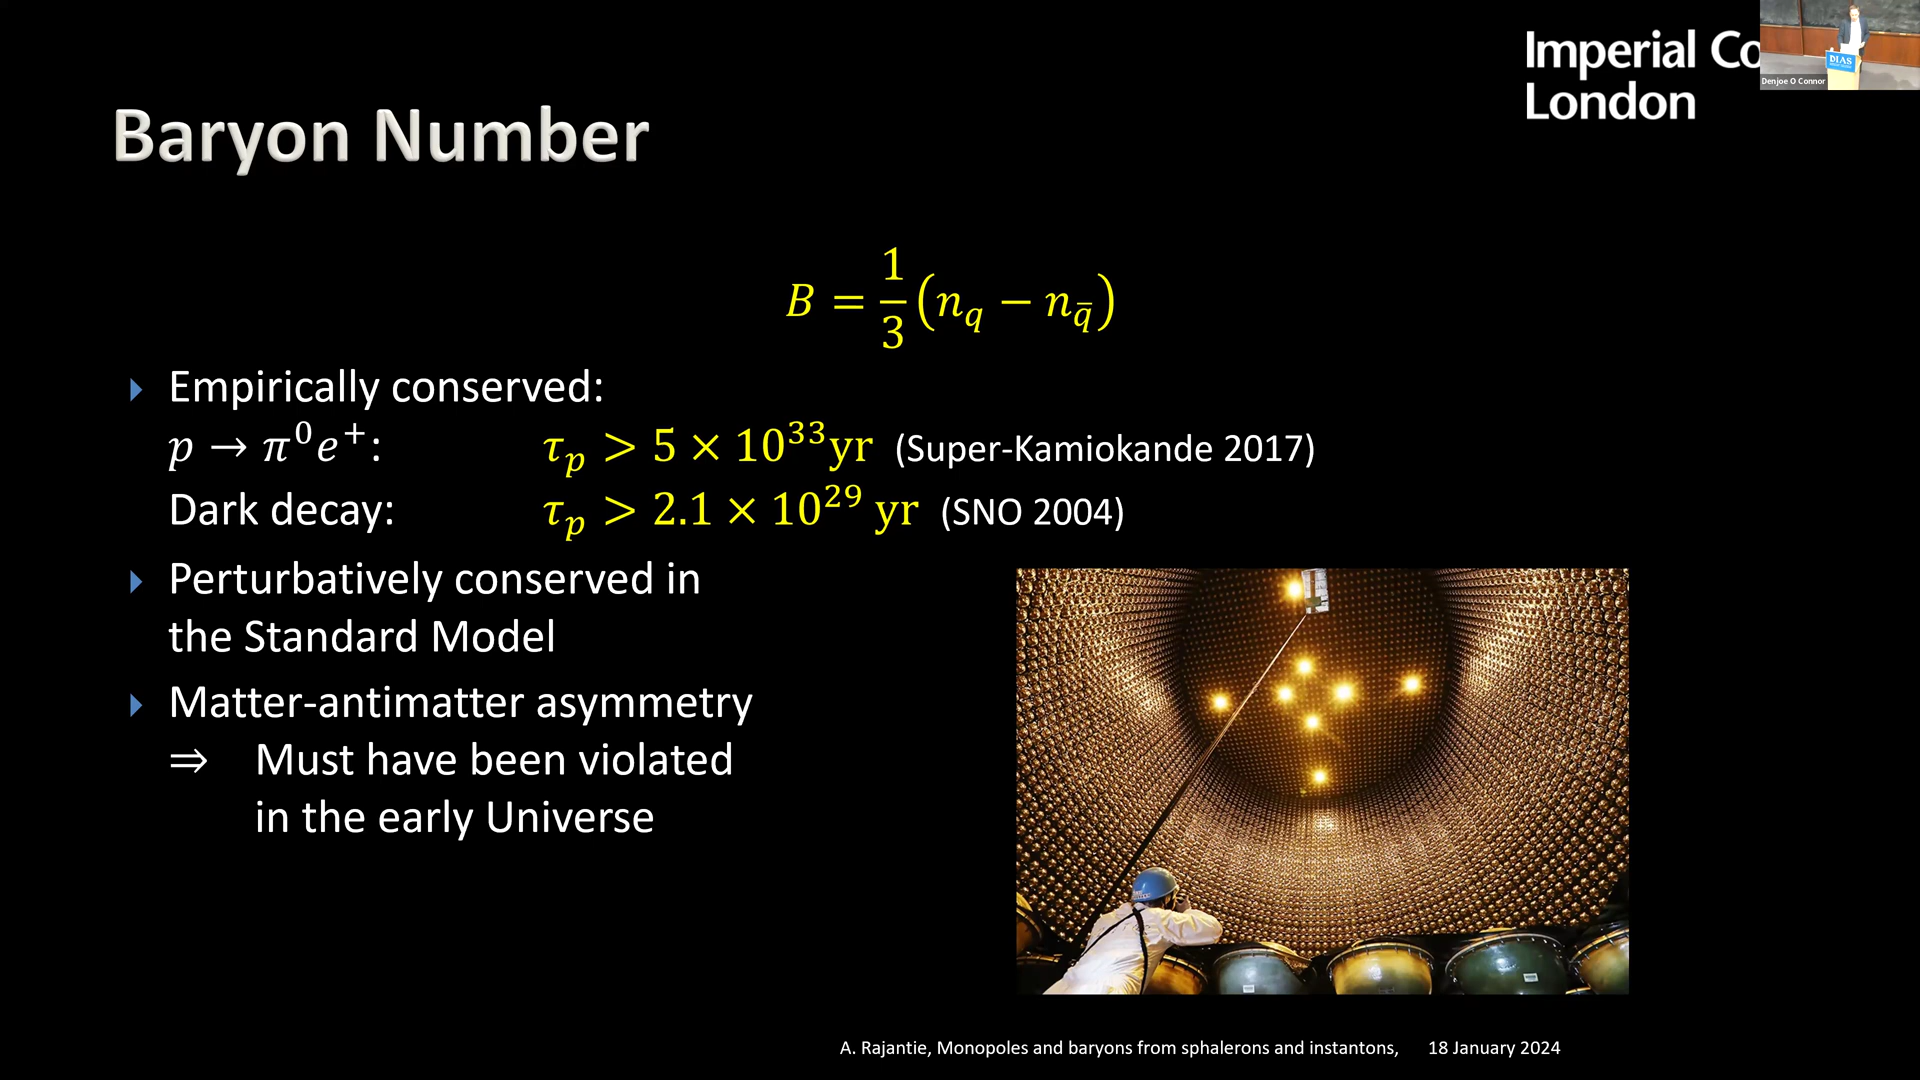 Imperial Co
London
DIAS
Denjoe O Connor
Baryon Number
B = 1/3 (n_q − n_q̄)
Empirically conserved:
p → π⁰e⁺: τ_p > 5 × 10³³yr (Super-Kamiokande 2017)
Dark decay: τ_p > 2.1 × 10²⁹ yr (SNO 2004)
Perturbatively conserved in
the Standard Model
Matter-antimatter asymmetry
⇒ Must have been violated
in the early Universe
A. Rajantie, Monopoles and baryons from sphalerons and instantons, 18 January 2024